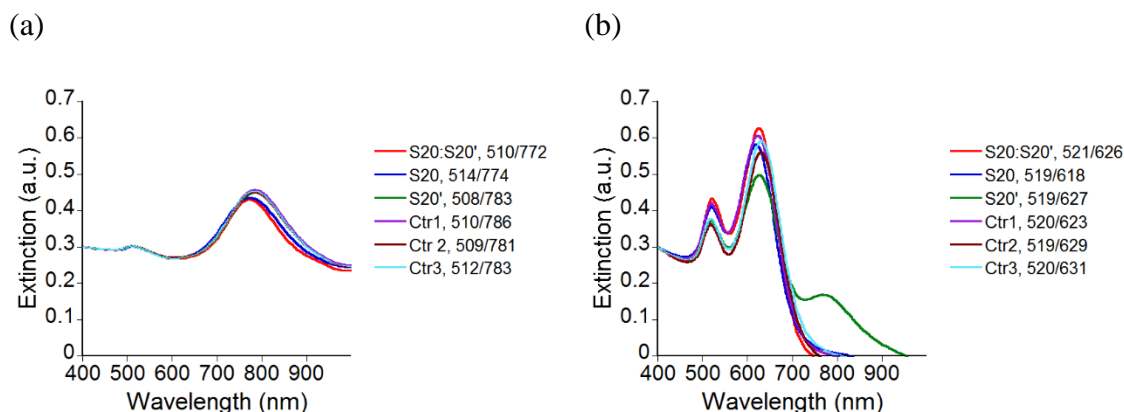 (a)
(b)
0.7
0.6
0.5
0.4
0.3
0.2
0.1
0
Extinction (a.u.)
400 500 600 700 800 900
Wavelength (nm)
S20:S20', 510/772
S20, 514/774
S20', 508/783
Ctr1, 510/786
Ctr 2, 509/781
Ctr3, 512/783
0.7
0.6
0.5
0.4
0.3
0.2
0.1
0
Extinction (a.u.)
400 500 600 700 800 900
Wavelength (nm)
S20:S20', 521/626
S20, 519/618
S20', 519/627
Ctr1, 520/623
Ctr2, 519/629
Ctr3, 520/631